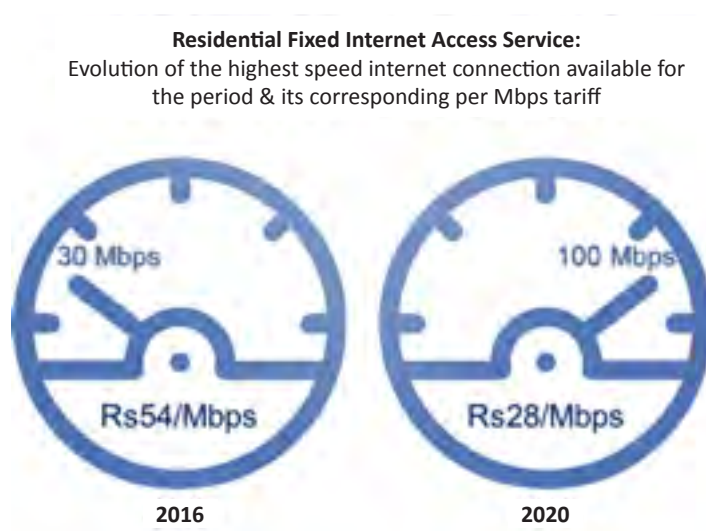 Residential Fixed Internet Access Service:
Evolution of the highest speed internet connection available for
the period & its corresponding per Mbps tariff
30 Mbps
100 Mbps
Rs54/Mbps
Rs28/Mbps
2016
2020